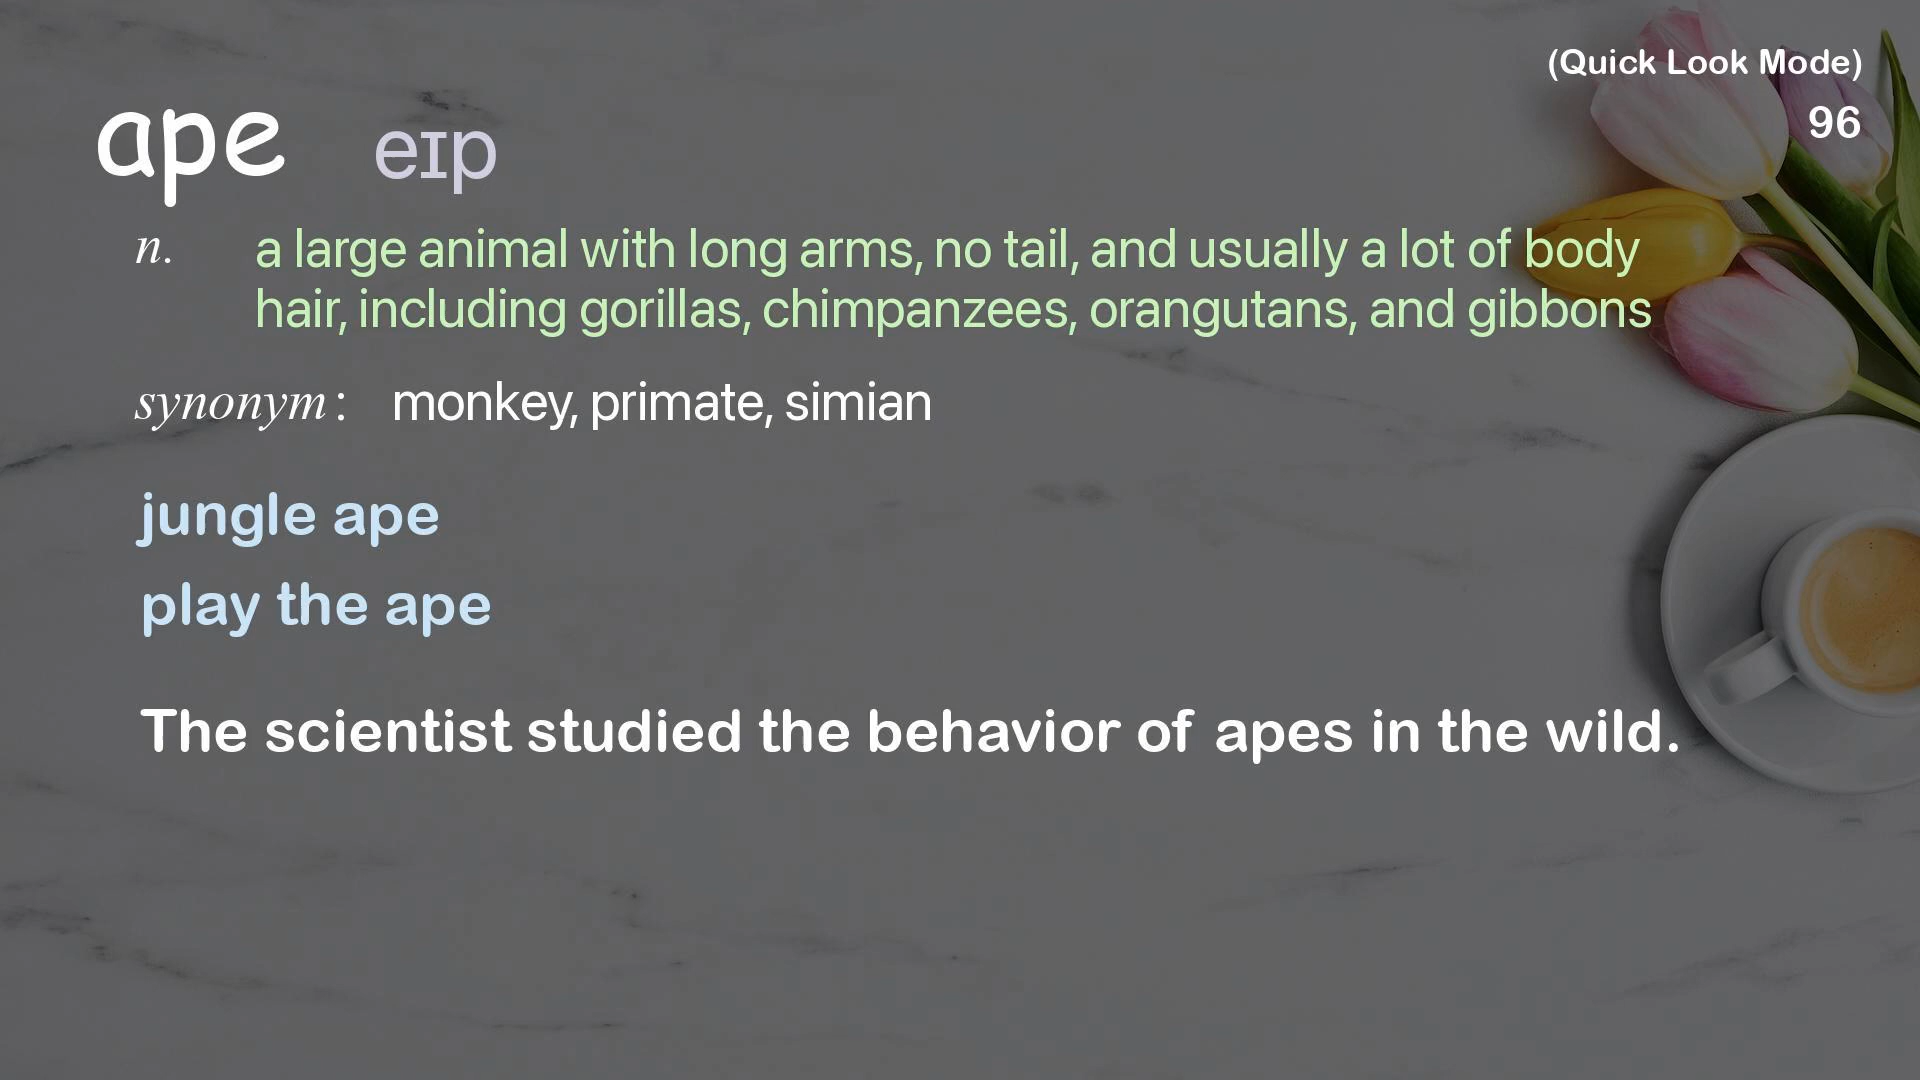 (Quick Look Mode)
96
ape eɪp
n. a large animal with long arms, no tail, and usually a lot of body
hair, including gorillas, chimpanzees, orangutans, and gibbons
synonym: monkey, primate, simian
jungle ape
play the ape
The scientist studied the behavior of apes in the wild.